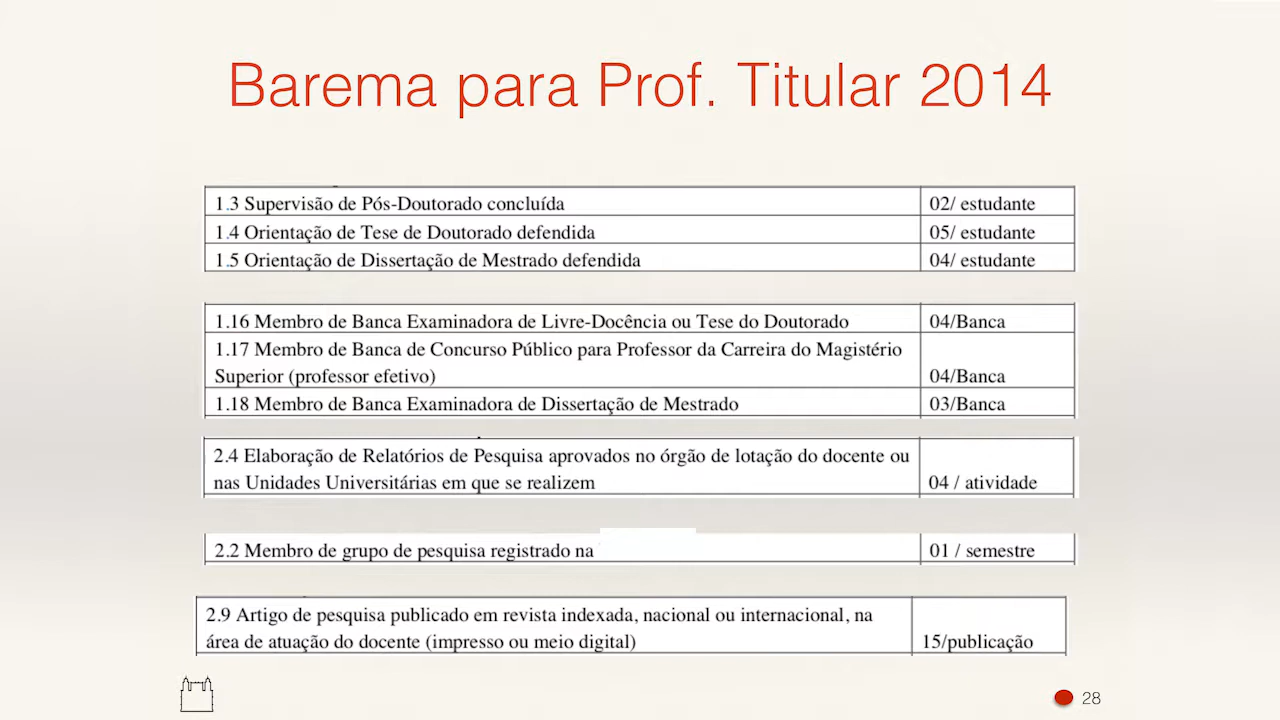 Barema para Prof. Titular 2014
1.3 Supervisão de Pós-Doutorado concluída 02/ estudante
1.4 Orientação de Tese de Doutorado defendida 05/ estudante
1.5 Orientação de Dissertação de Mestrado defendida 04/ estudante
1.16 Membro de Banca Examinadora de Livre-Docência ou Tese do Doutorado 04/Banca
1.17 Membro de Banca de Concurso Público para Professor da Carreira do Magistério
Superior (professor efetivo) 04/Banca
1.18 Membro de Banca Examinadora de Dissertação de Mestrado 03/Banca
2.4 Elaboração de Relatórios de Pesquisa aprovados no órgão de lotação do docente ou
nas Unidades Universitárias em que se realizem 04 / atividade
2.2 Membro de grupo de pesquisa registrado na 01 / semestre
2.9 Artigo de pesquisa publicado em revista indexada, nacional ou internacional, na
área de atuação do docente (impresso ou meio digital) 15/publicação
28